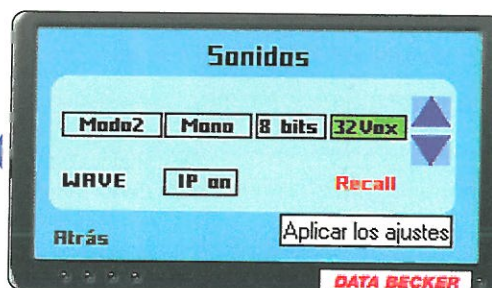 Sonidos
Modo2 Mono 8 bits 32Vox
WAVE IP on Recall
Atrás Aplicar los ajustes
DATA BECKER